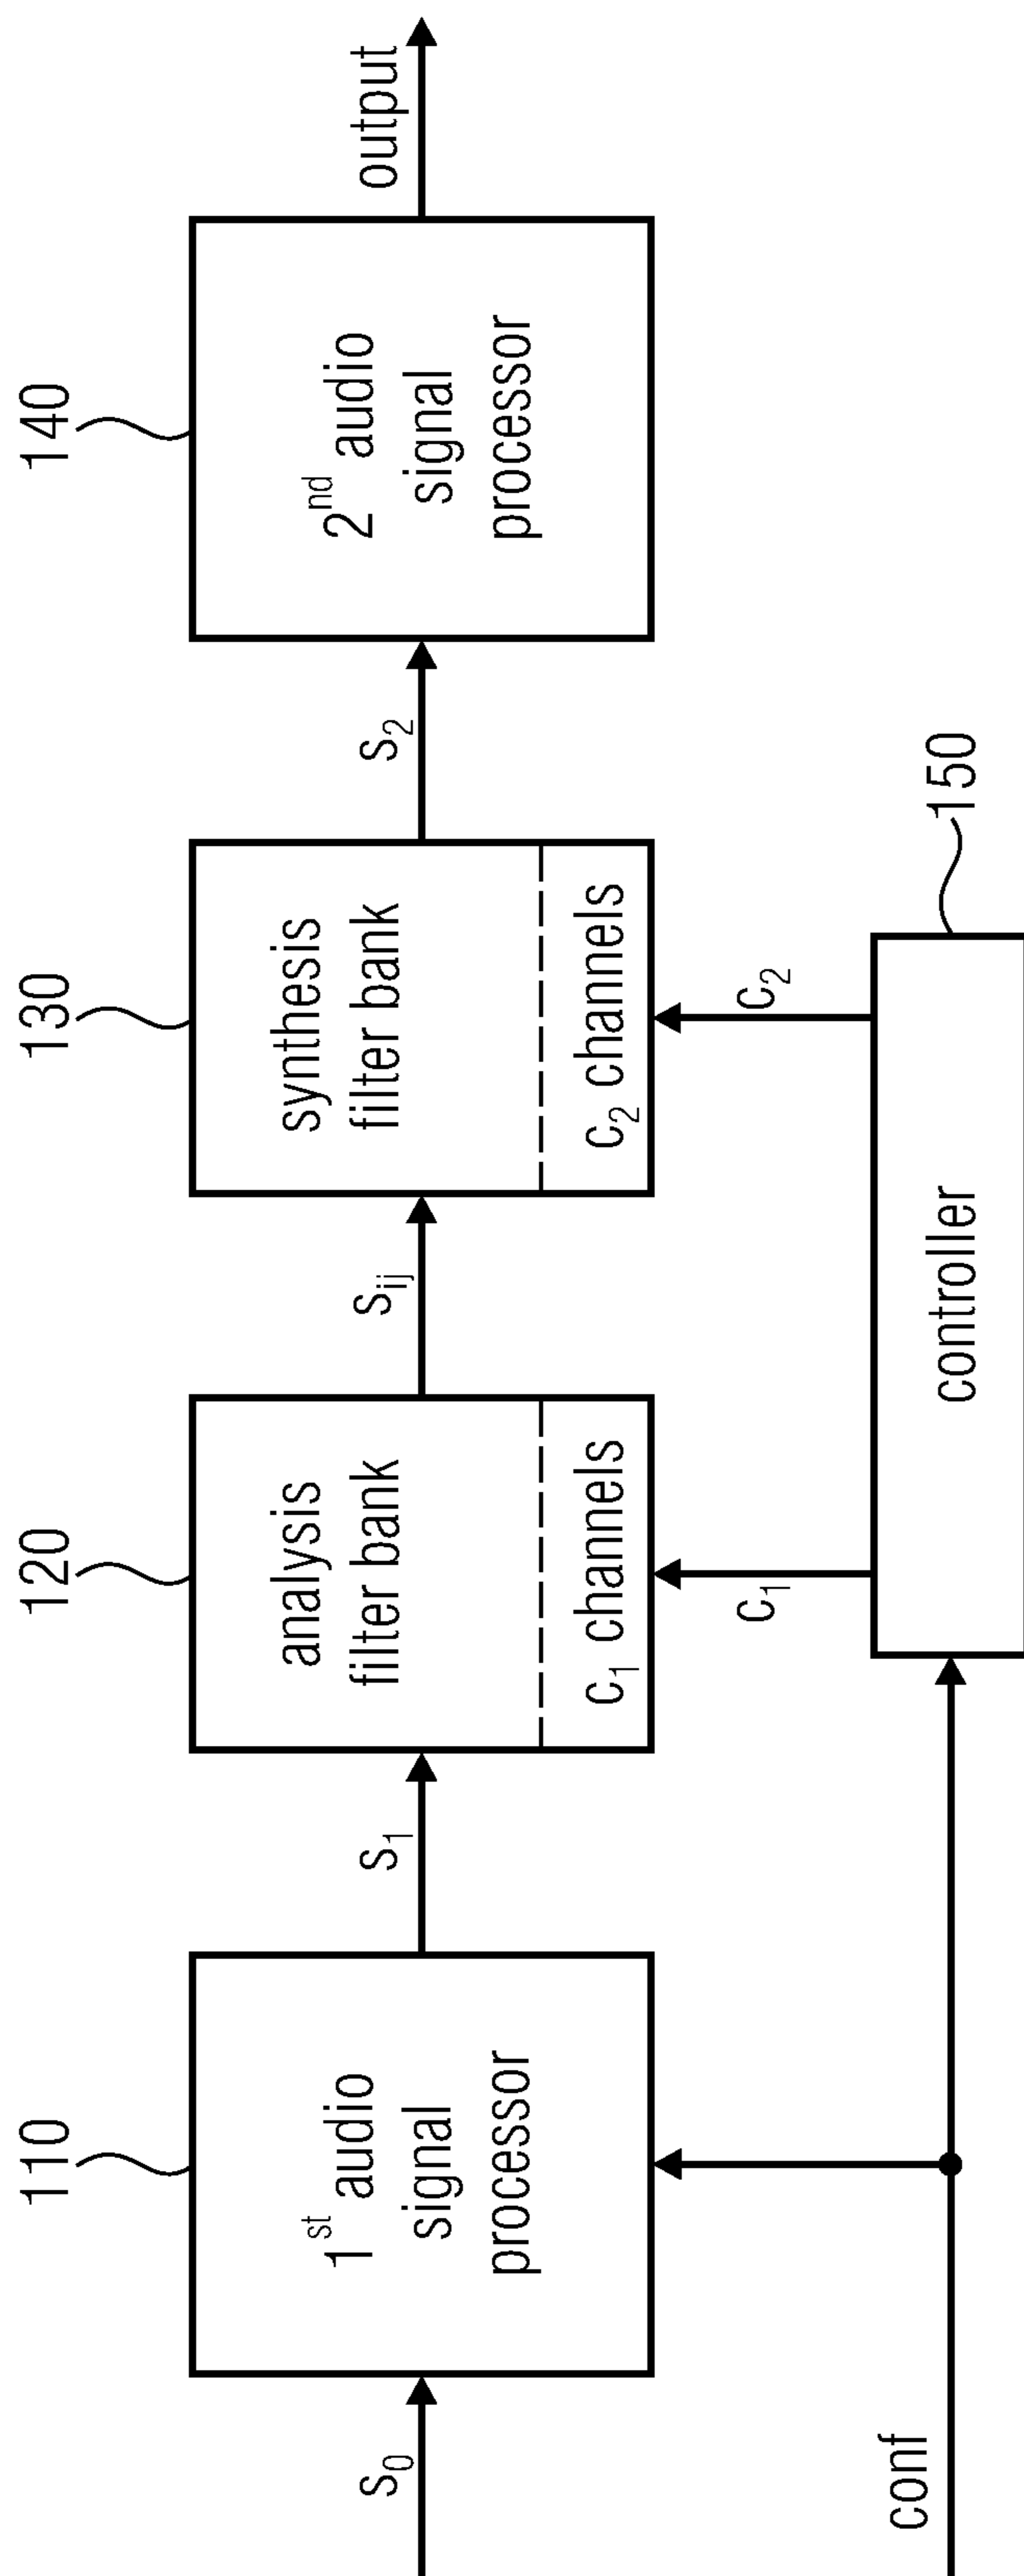 110
120
130
140
s₀
1ˢᵗ audio
signal
processor
s₁
analysis
filter bank
c₁ channels
sᵢⱼ
synthesis
filter bank
c₂ channels
s₂
2ⁿᵈ audio
signal
processor
output
c₁
c₂
conf
controller
150